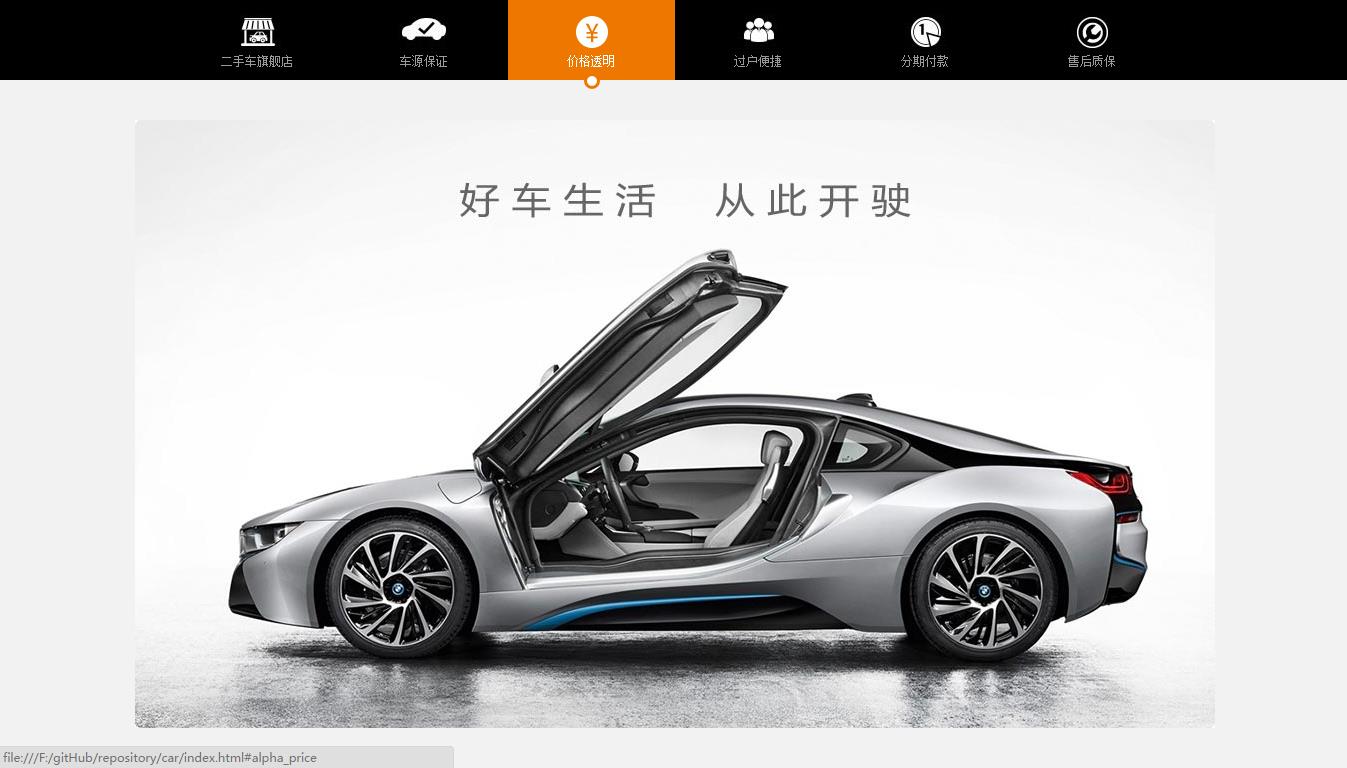 二手车旗舰店
车源保证
¥
价格透明
过户便捷
1
分期付款
售后质保
好车生活 从此开驶
file:///F:/gitHub/repository/car/index.html#alpha_price